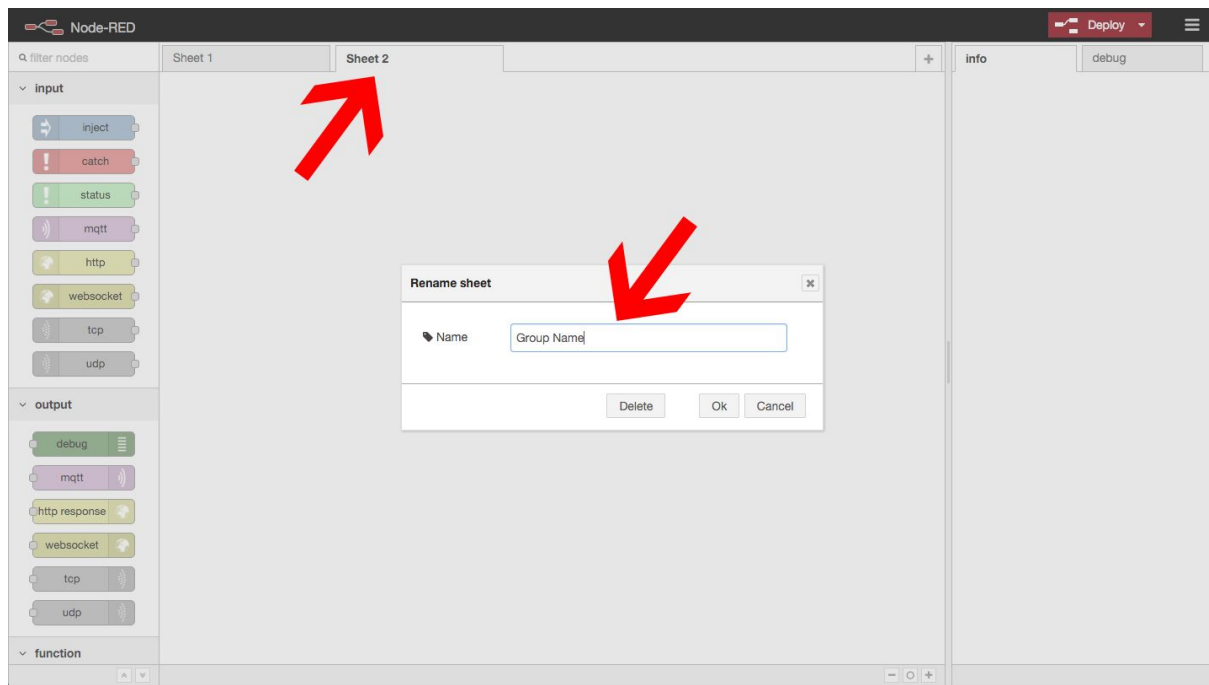 Node-RED
Deploy
filter nodes
Sheet 1
Sheet 2
+
info
debug
input
inject
catch
status
mqtt
http
websocket
tcp
udp
output
debug
mqtt
http response
websocket
tcp
udp
function
Rename sheet
Name
Group Name
Delete
Ok
Cancel